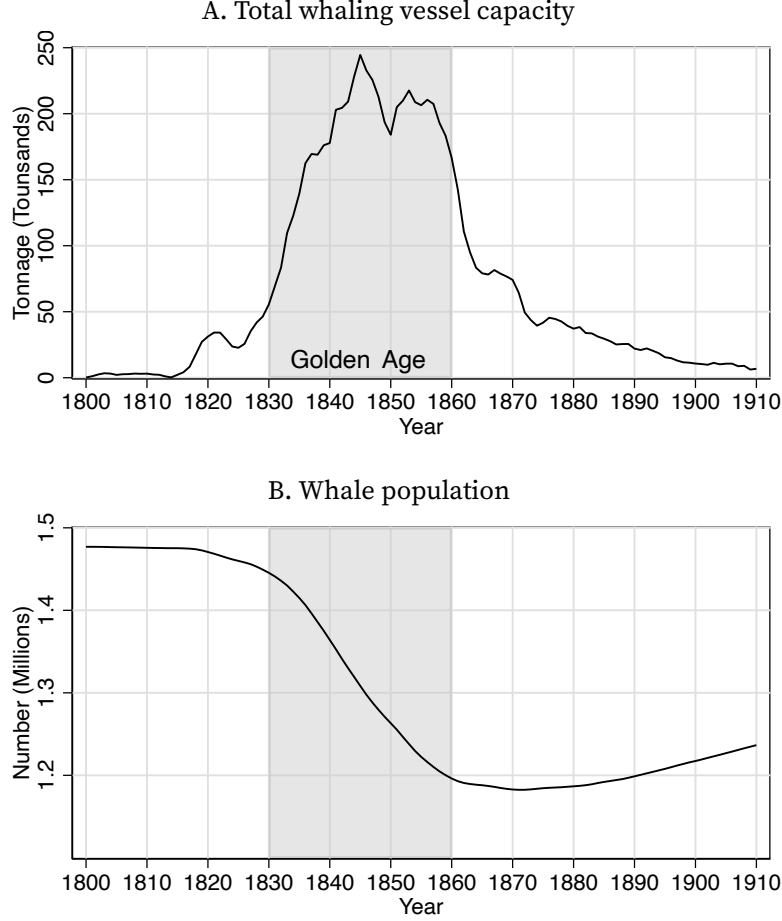 A. Total whaling vessel capacity
250
200
150
100
50
0
Tonnage (Tounsands)
Golden Age
1800 1810 1820 1830 1840 1850 1860 1870 1880 1890 1900 1910
Year
B. Whale population
1.5
1.4
1.3
1.2
Number (Millions)
1800 1810 1820 1830 1840 1850 1860 1870 1880 1890 1900 1910
Year